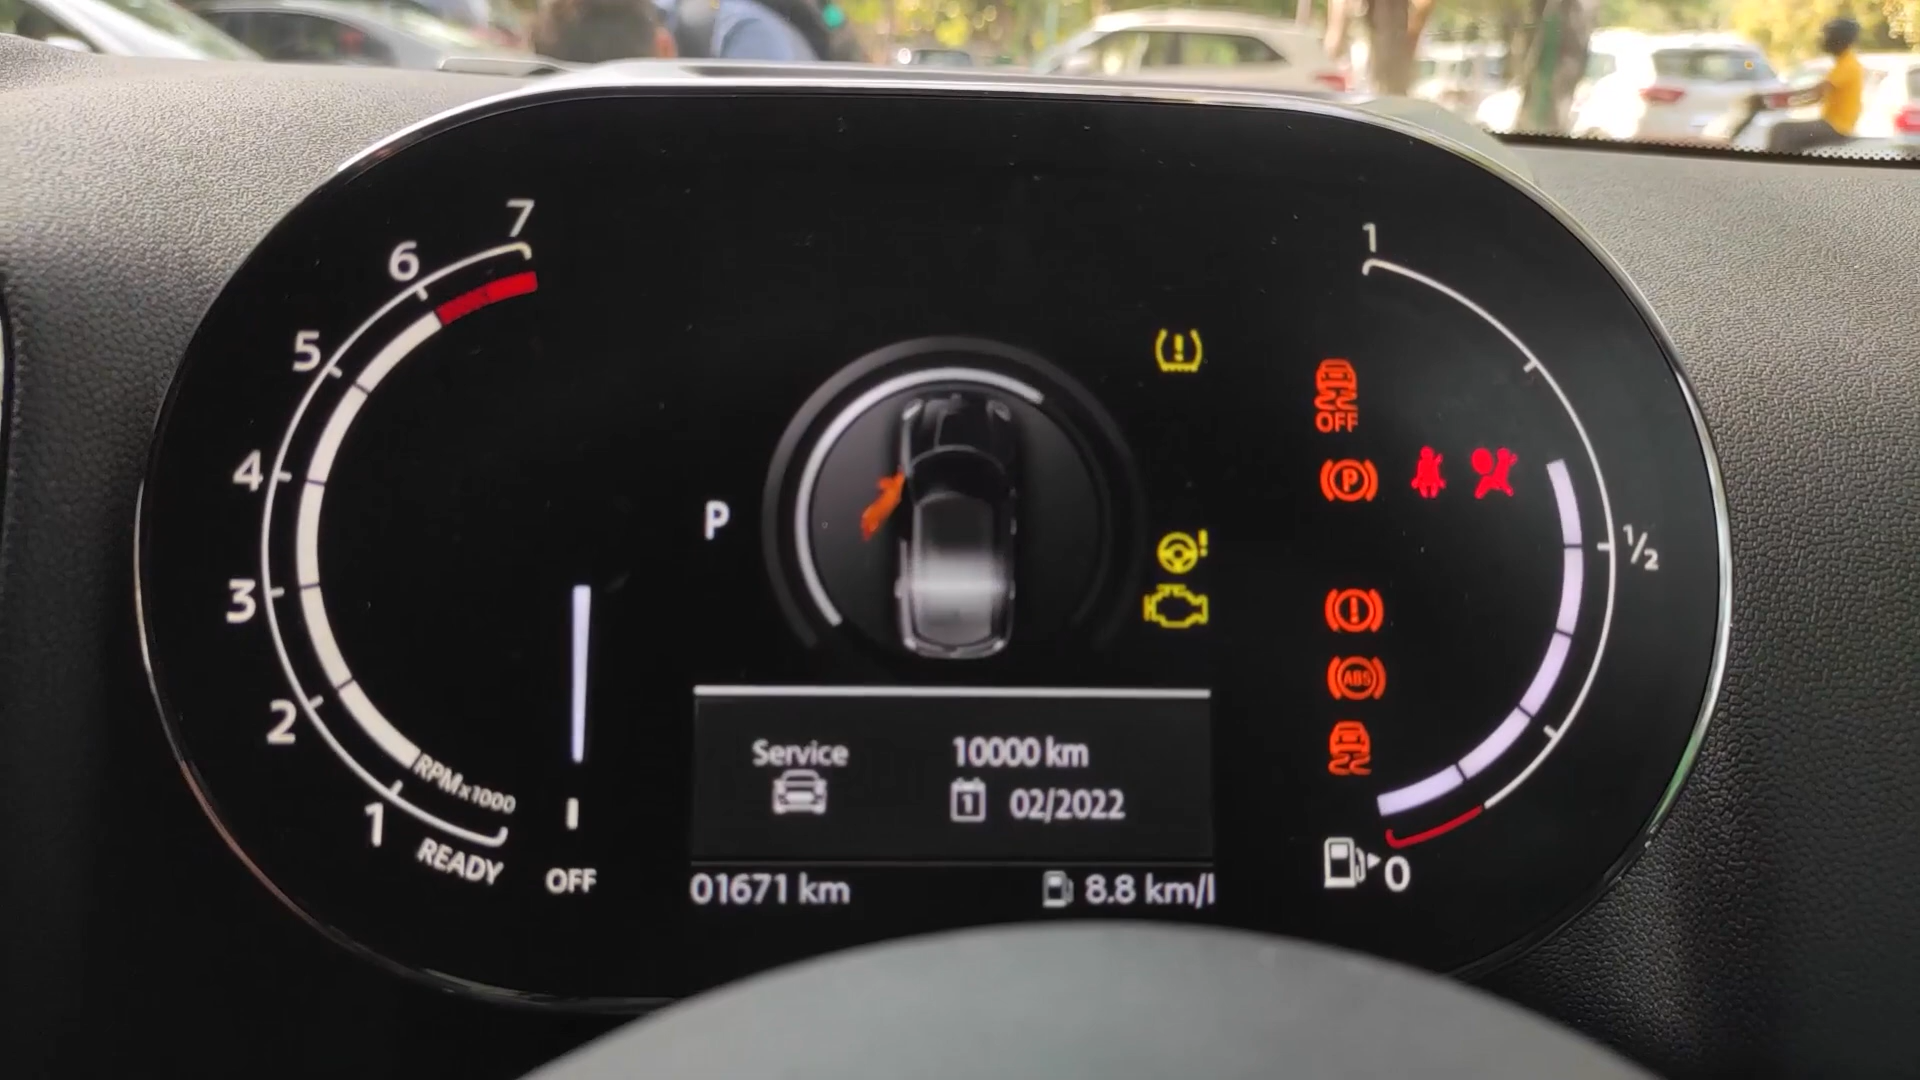 7
6
5
4
3
2
1
RPMx1000
READY
OFF
P
Service
10000 km
1
02/2022
01671 km
8.8 km/l
OFF
P
ABS
1
1/2
0